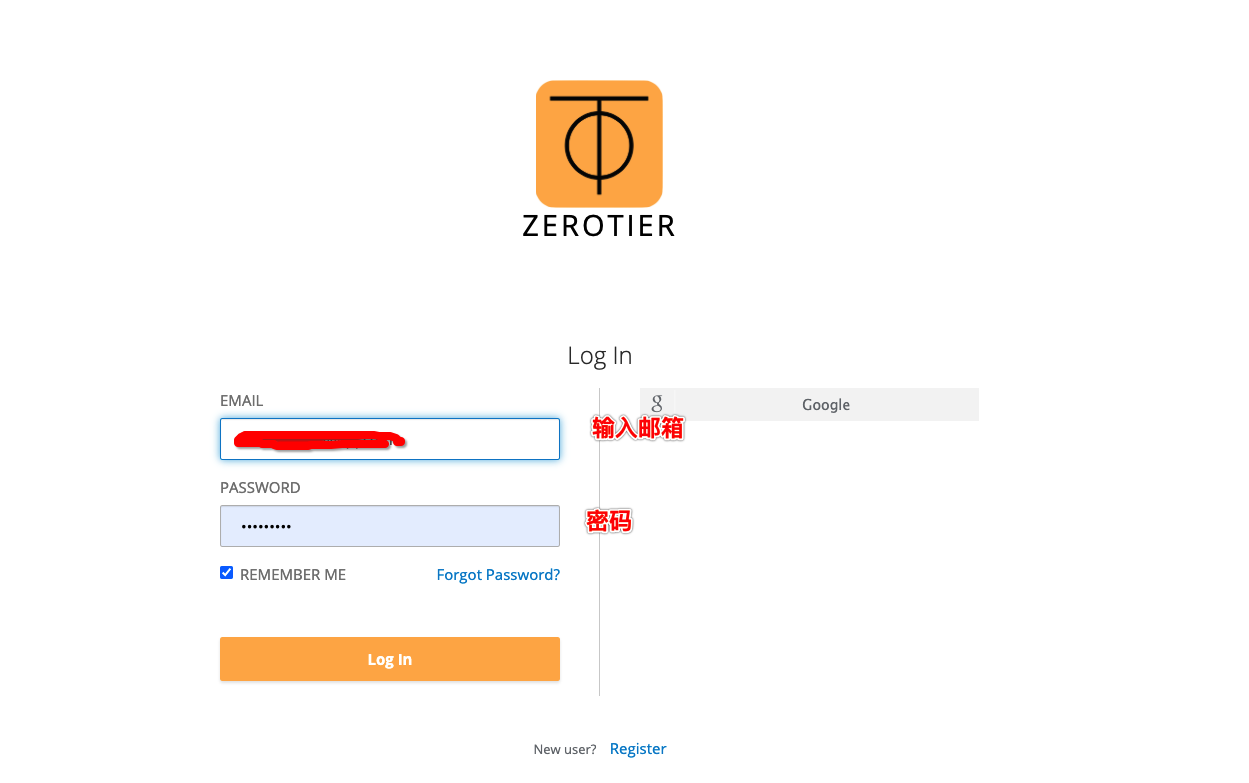 ZEROTIER
Log In
EMAIL
输入邮箱
PASSWORD
密码
REMEMBER ME
Forgot Password?
Log In
g Google
New user? Register